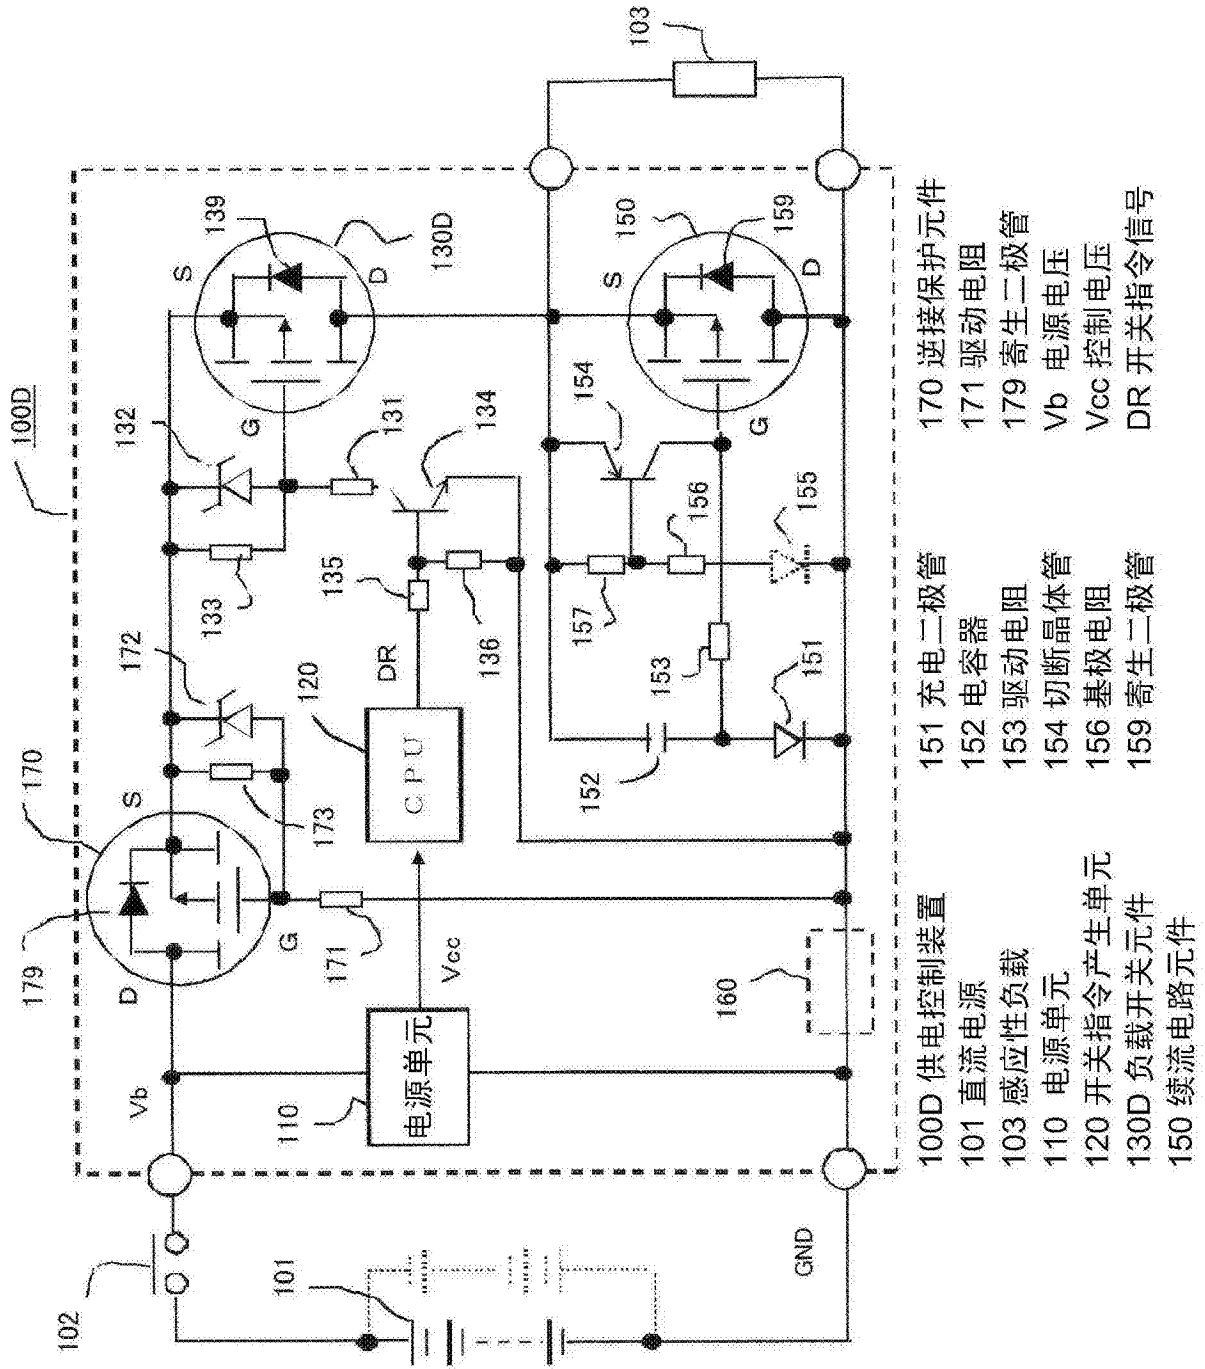 100D
102
101
GND
Vb
110
电源单元
Vcc
170
179
D
S
G
171
173
172
120
CPU
DR
135
136
133
132
131
134
S
D
G
139
130D
160
152
151
153
157
156
155
154
S
D
G
150
159
103
100D 供电控制装置
101 直流电源
103 感应性负载
110 电源单元
120 开关指令产生单元
130D 负载开关元件
150 续流电路元件
151 充电二极管
152 电容器
153 驱动电阻
154 切断晶体管
156 基极电阻
159 寄生二极管
170 逆接保护元件
171 驱动电阻
179 寄生二极管
Vb 电源电压
Vcc 控制电压
DR 开关指令信号